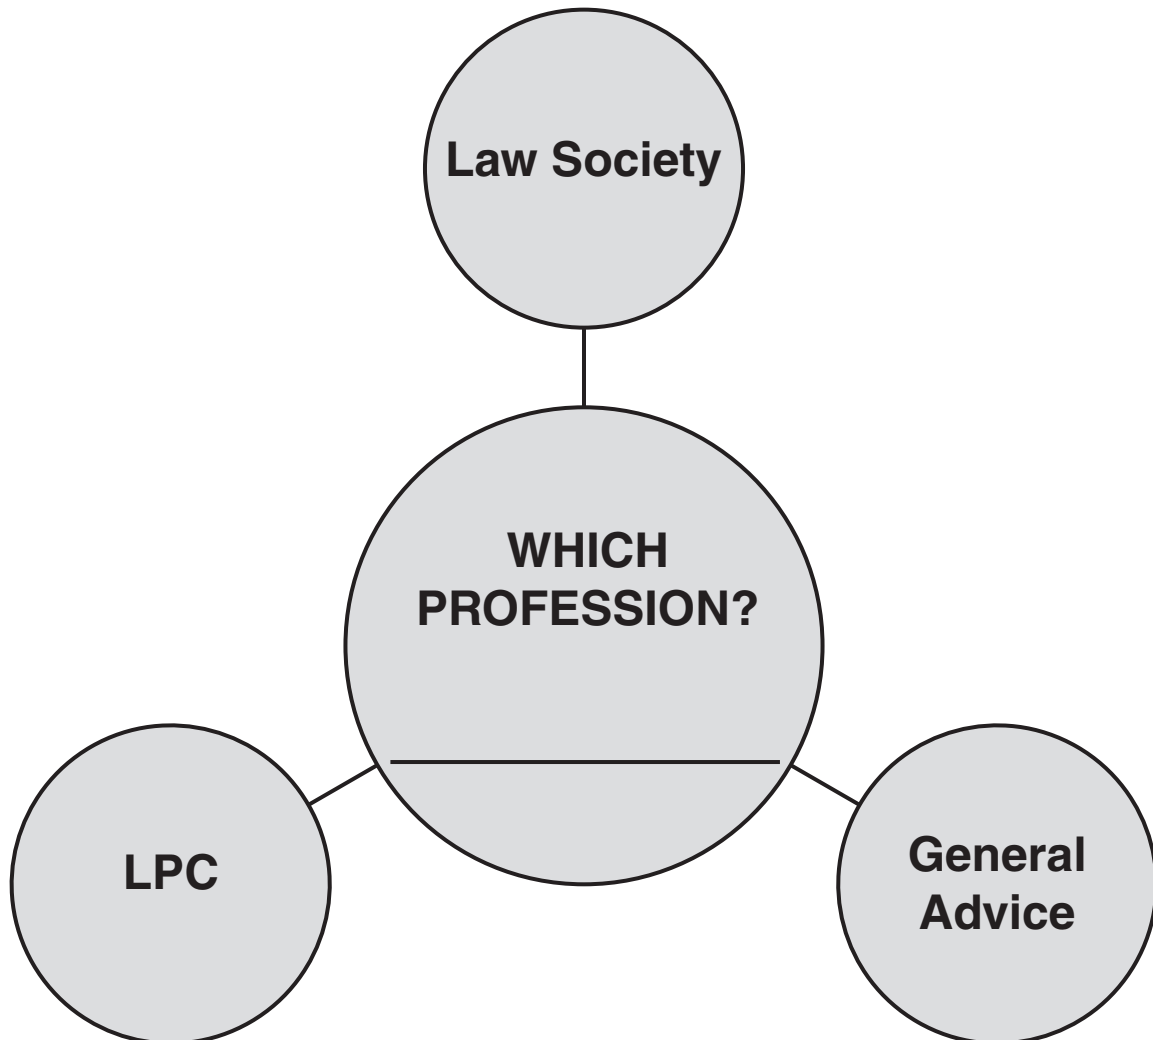 Law Society
WHICH
PROFESSION?
LPC
General
Advice